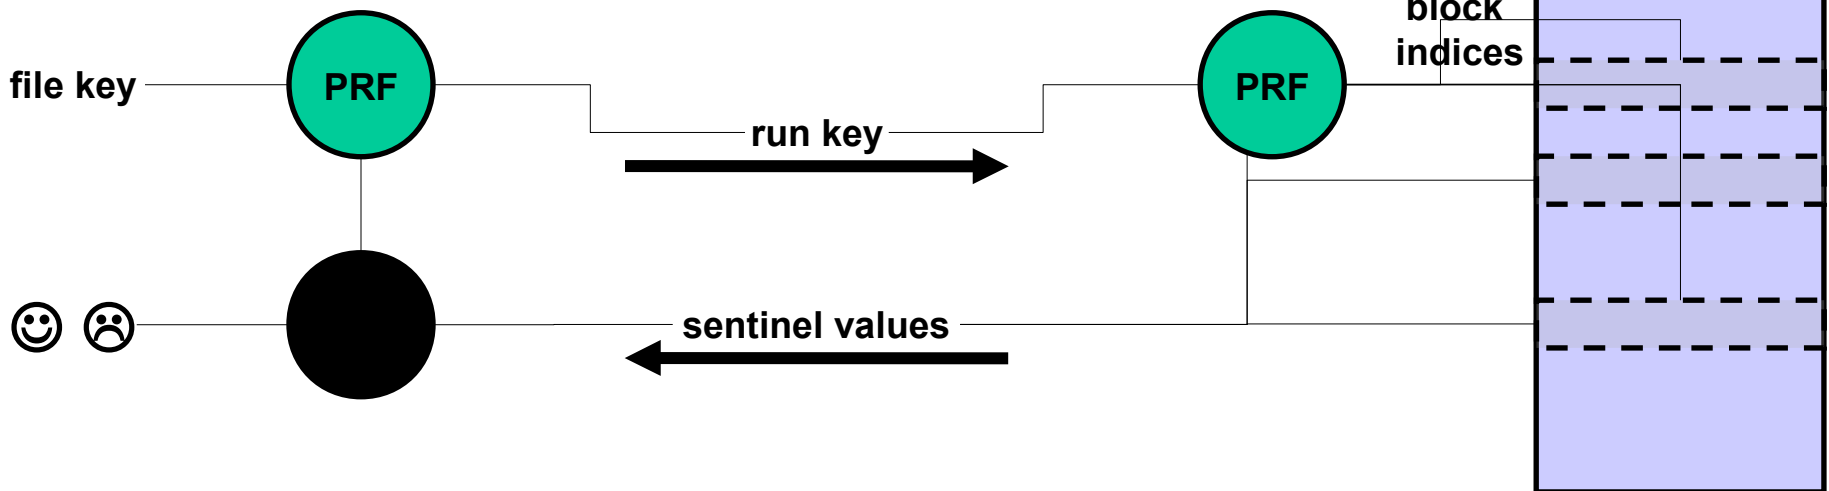 block
indices
file key
PRF
PRF
run key
sentinel values